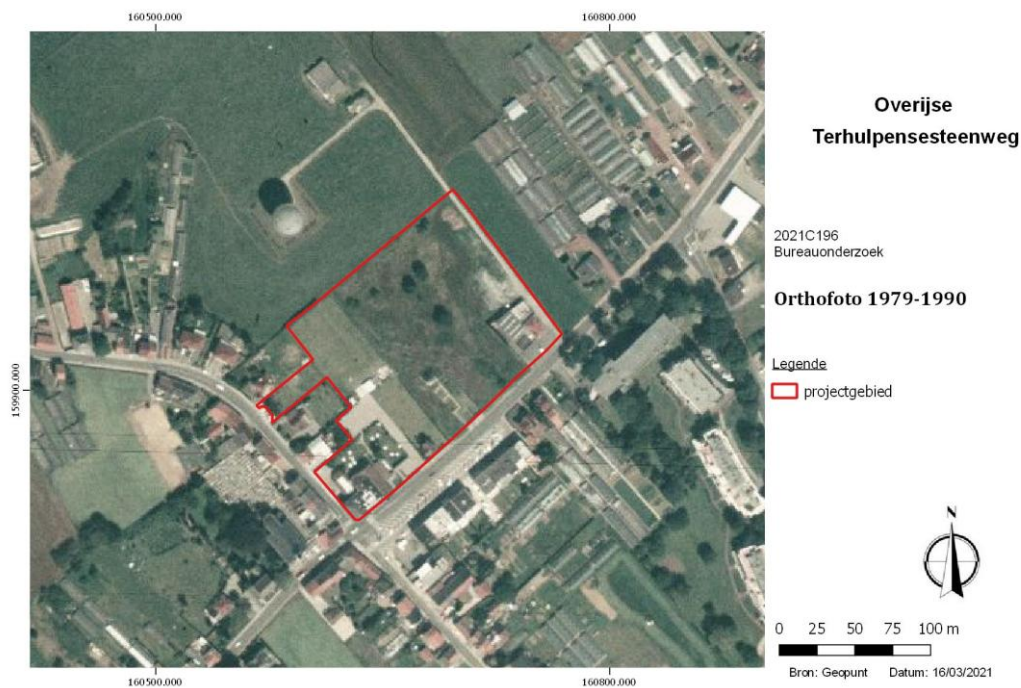 160500.000
160800.000
Overijse
Terhulpensesteenweg
2021C196
Bureauonderzoek
Orthofoto 1979-1990
Legende
projectgebied
159900.000
N
0 25 50 75 100 m
Bron: Geopunt Datum: 16/03/2021
160500.000
160800.000